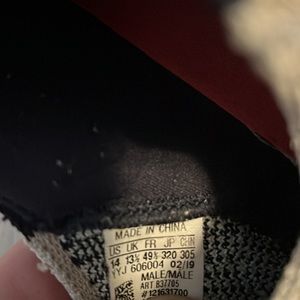 MADE IN CHINA
US UK FR JP CHN
14 13½ 49⅓ 320 305
YYJ 606004 02/19
MALE/MALE
ART 837705
#121631700